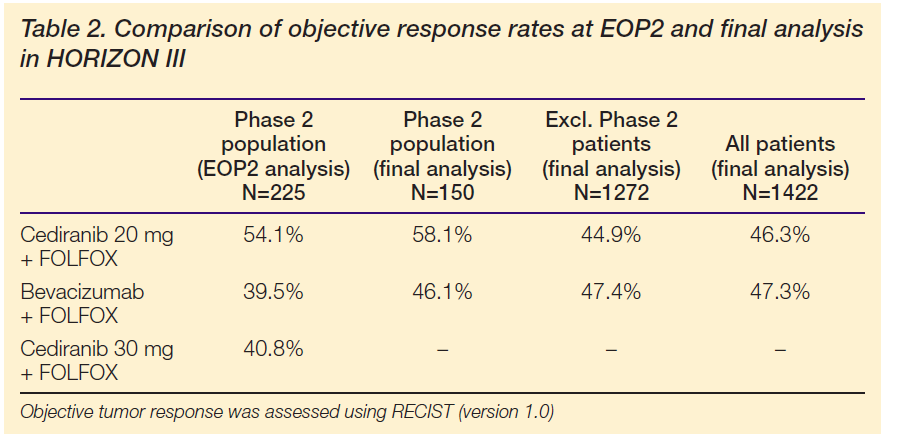 Table 2. Comparison of objective response rates at EOP2 and final analysis
in HORIZON III
Phase 2 population (EOP2 analysis) N=225
Phase 2 population (final analysis) N=150
Excl. Phase 2 patients (final analysis) N=1272
All patients (final analysis) N=1422
Cediranib 20 mg 54.1% 58.1% 44.9% 46.3%
+ FOLFOX
Bevacizumab 39.5% 46.1% 47.4% 47.3%
+ FOLFOX
Cediranib 30 mg 40.8% – – –
+ FOLFOX
Objective tumor response was assessed using RECIST (version 1.0)